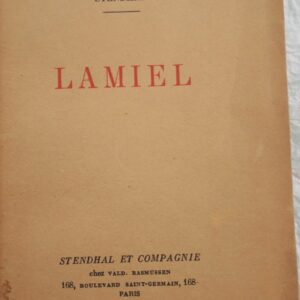 LAMIEL
STENDHAL ET COMPAGNIE
chez VALD. RASMUSSEN
168, BOULEVARD SAINT-GERMAIN, 168
PARIS